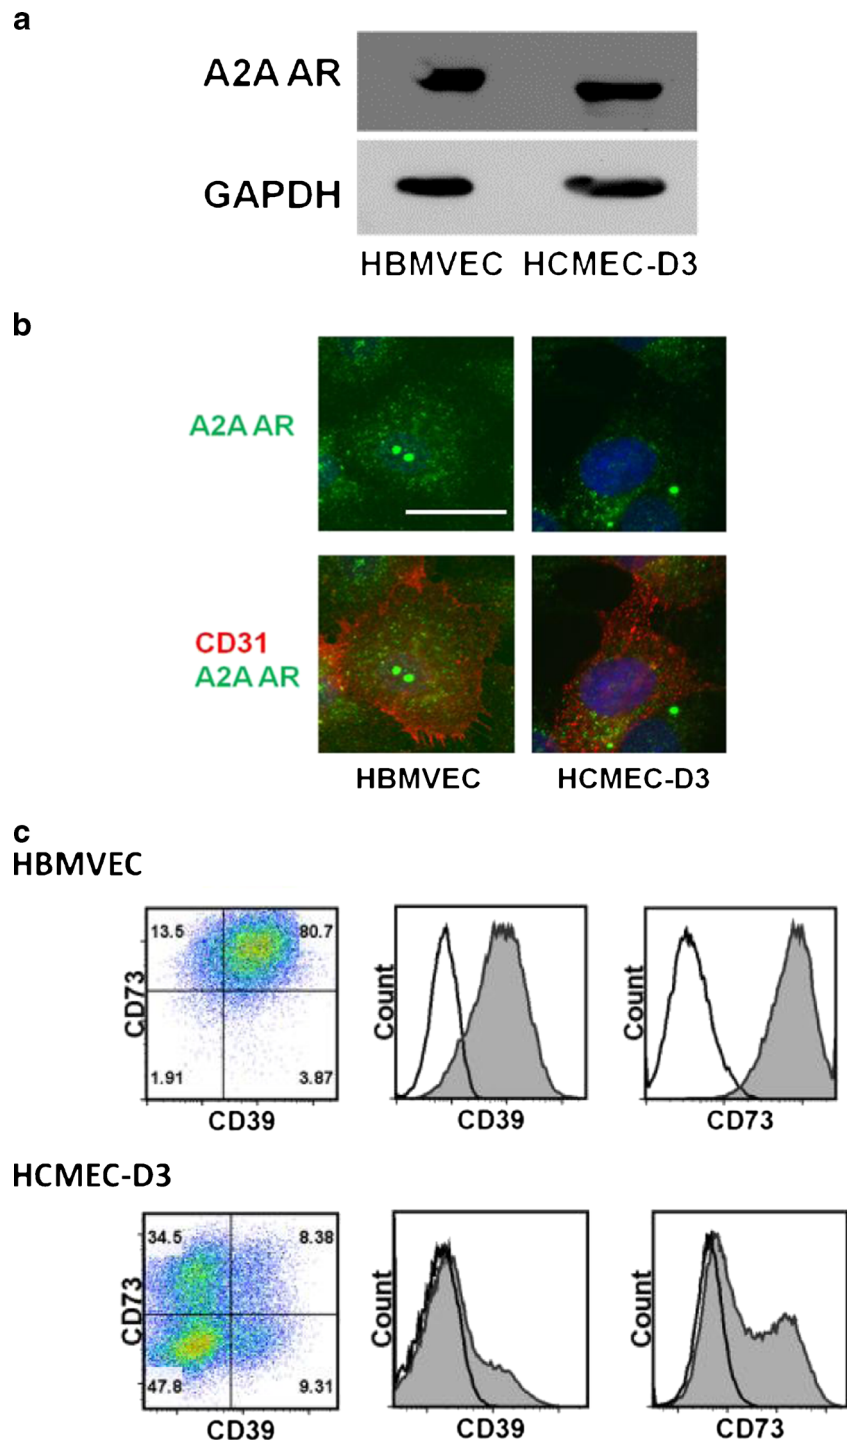 a
A2A AR
GAPDH
HBMVEC HCMEC-D3
b
A2A AR
CD31
A2A AR
HBMVEC HCMEC-D3
c
HBMVEC
13.5 80.7
CD73
1.91 3.87
CD39
Count
CD39
Count
CD73
HCMEC-D3
34.5 8.38
CD73
47.8 9.31
CD39
Count
CD39
Count
CD73